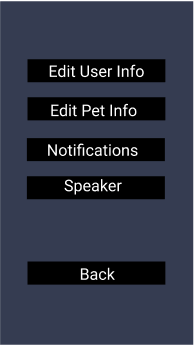 Edit User Info
Edit Pet Info
Notifications
Speaker
Back